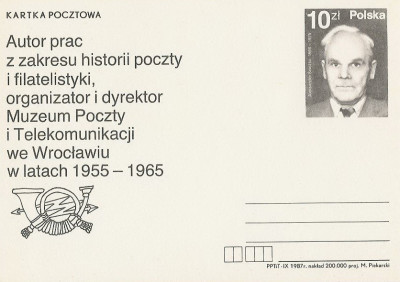 KARTKA POCZTOWA
10 zł Polska
Autor prac
z zakresu historii poczty
i filatelistyki,
organizator i dyrektor
Muzeum Poczty
i Telekomunikacji
we Wrocławiu
w latach 1955 – 1965
PPTiT-IX 1987 r. nakład 200.000 proj. M. Piekarski